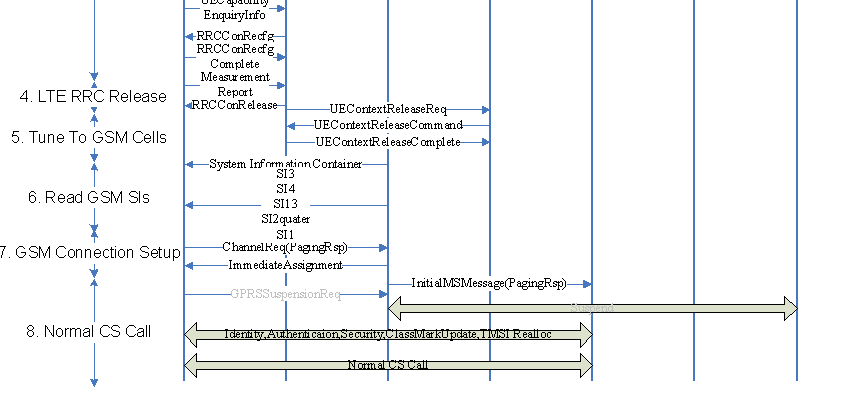 UECapability
EnquiryInfo
RRCConRecfg
RRCConRecfg
Complete
Measurement
Report
4. LTE RRC Release
RRCConRelease
UEContextReleaseReq
UEContextReleaseCommand
5. Tune To GSM Cells
UEContextReleaseComplete
System Information Container
SI3
SI4
6. Read GSM SIs
SI13
SI2quater
SI1
7. GSM Connection Setup
ChannelReq(PagingRsp)
ImmediateAssignment
InitialMSMessage(PagingRsp)
GPRSSuspensionReq
Suspend
8. Normal CS Call
Identity,Authenticaion,Security,ClassMarkUpdate,TMSI Realloc
Normal CS Call